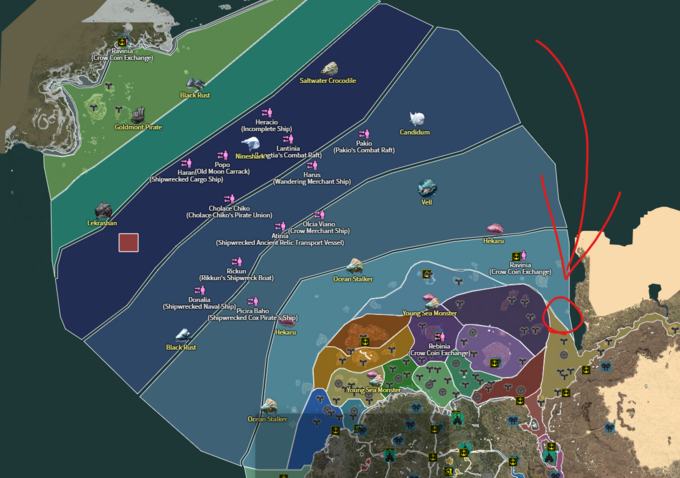 Ravinia
(Crow Coin Exchange)
Black Rust
Goldmont Pirate
Saltwater Crocodile
Heracio
(Incomplete Ship)
Lantinia
Combat Raft)
Nineshark
Pakio
(Pakio's Combat Raft)
Candidum
Popo
(Old Moon Carrack)
Haran
(Shipwrecked Cargo Ship)
Harus
(Wandering Merchant Ship)
Vell
Lekrashan
Cholace Chiko
(Cholace Chiko's Pirate Union)
Olcia Viano
(Crow Merchant Ship)
Atinia
(Shipwrecked Ancient Relic Transport Vessel)
Hekaru
Ravinia
(Crow Coin Exchange)
Rickun
(Rikkun's Shipwreck Boat)
Ocean Stalker
Donalia
(Shipwrecked Naval Ship)
Picira Baho
(Shipwrecked Cox Pirate's Ship)
Hekaru
Young Sea Monster
Black Rust
Rebinia
(Crow Coin Exchange)
Young Sea Monster
Ocean Stalker